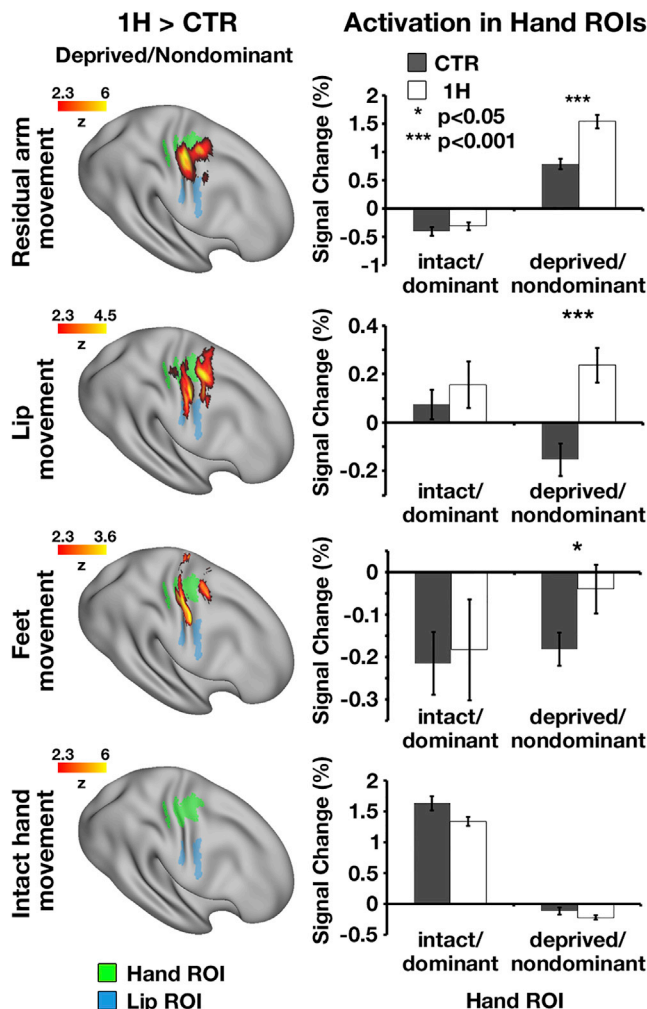 1H > CTR
Deprived/Nondominant
Activation in Hand ROIs
Residual arm
movement
2.3 6
z
Signal Change (%)
2
1.5
1
0.5
0
-0.5
-1
CTR
1H
* p<0.05
*** p<0.001
***
intact/
dominant
deprived/
nondominant
Lip
movement
2.3 4.5
z
Signal Change (%)
0.4
0.2
0
-0.2
***
intact/
dominant
deprived/
nondominant
Feet
movement
2.3 3.6
z
Signal Change (%)
0
-0.1
-0.2
-0.3
*
intact/
dominant
deprived/
nondominant
Intact hand
movement
2.3 6
z
Signal Change (%)
2
1.5
1
0.5
0
-0.5
intact/
dominant
deprived/
nondominant
Hand ROI
Lip ROI
Hand ROI